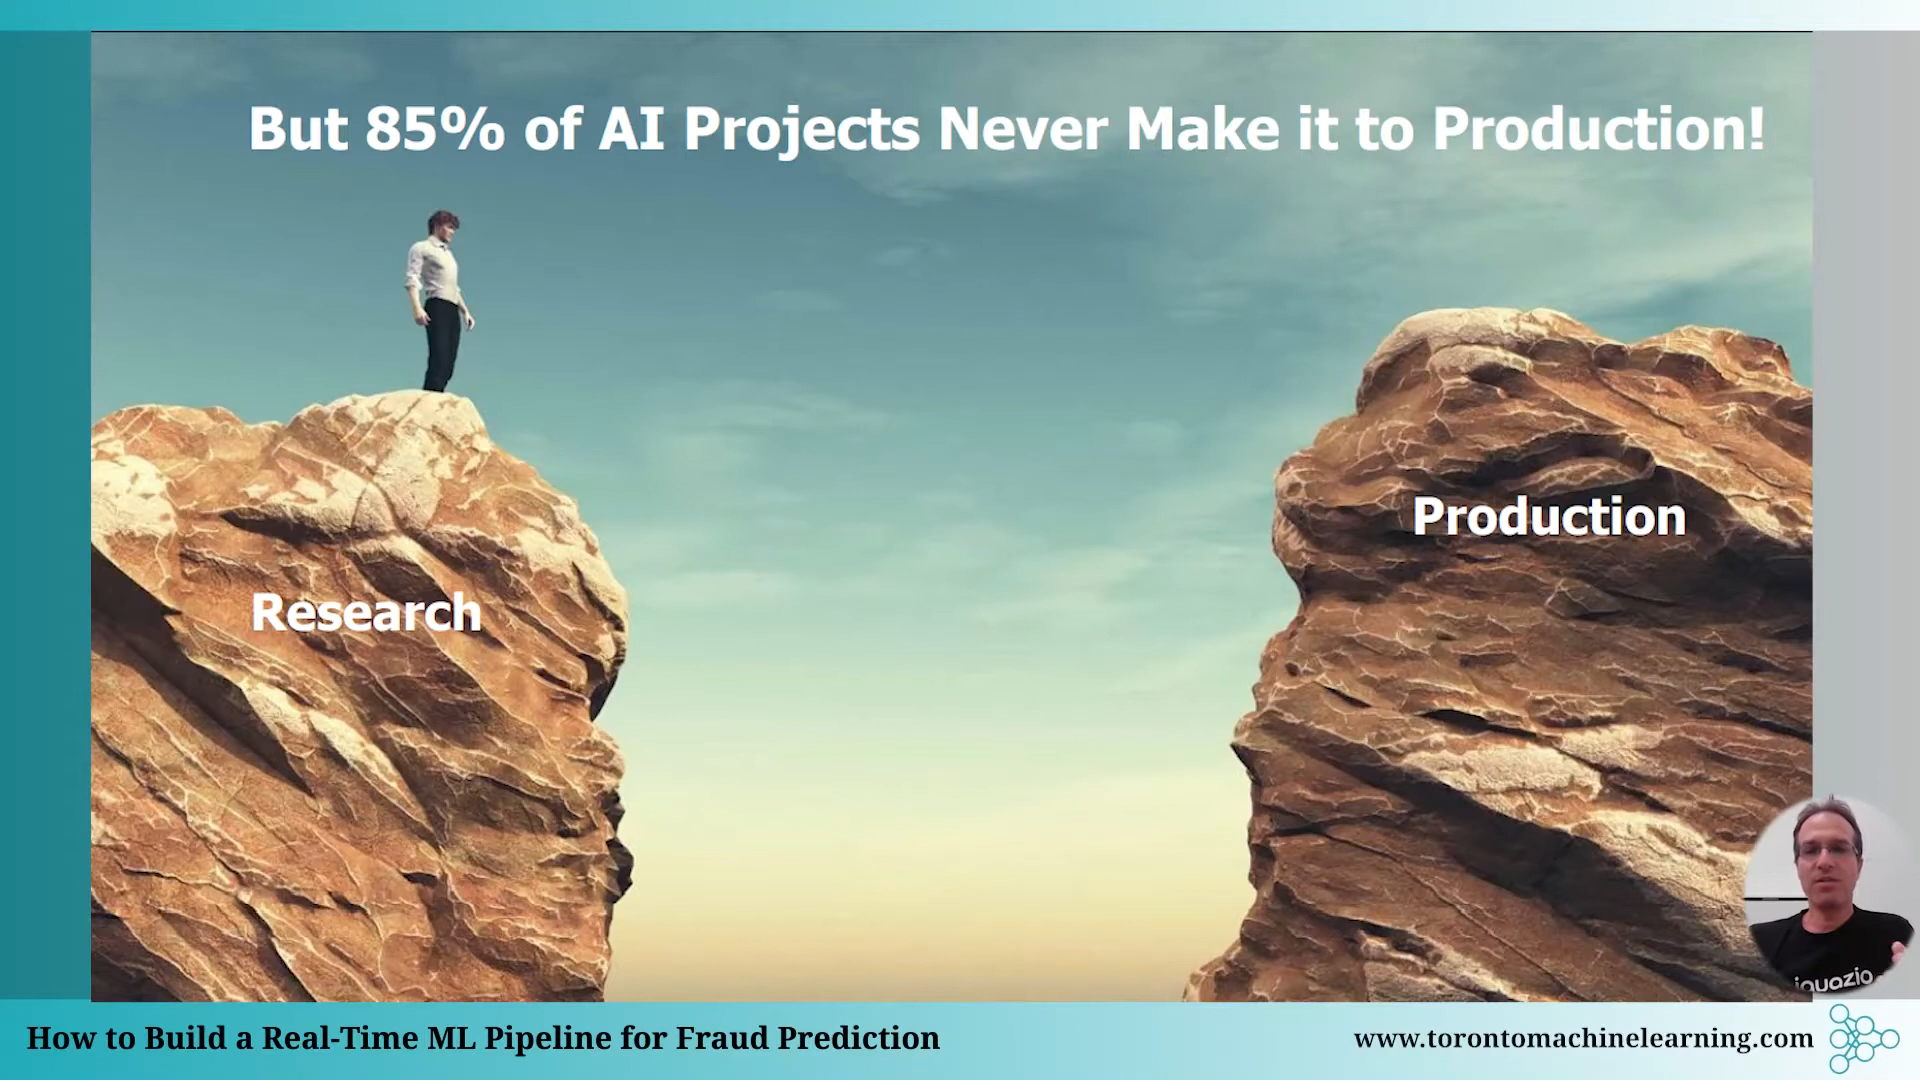 But 85% of AI Projects Never Make it to Production!
Production
Research
iguazio
How to Build a Real-Time ML Pipeline for Fraud Prediction
www.torontomachinelearning.com